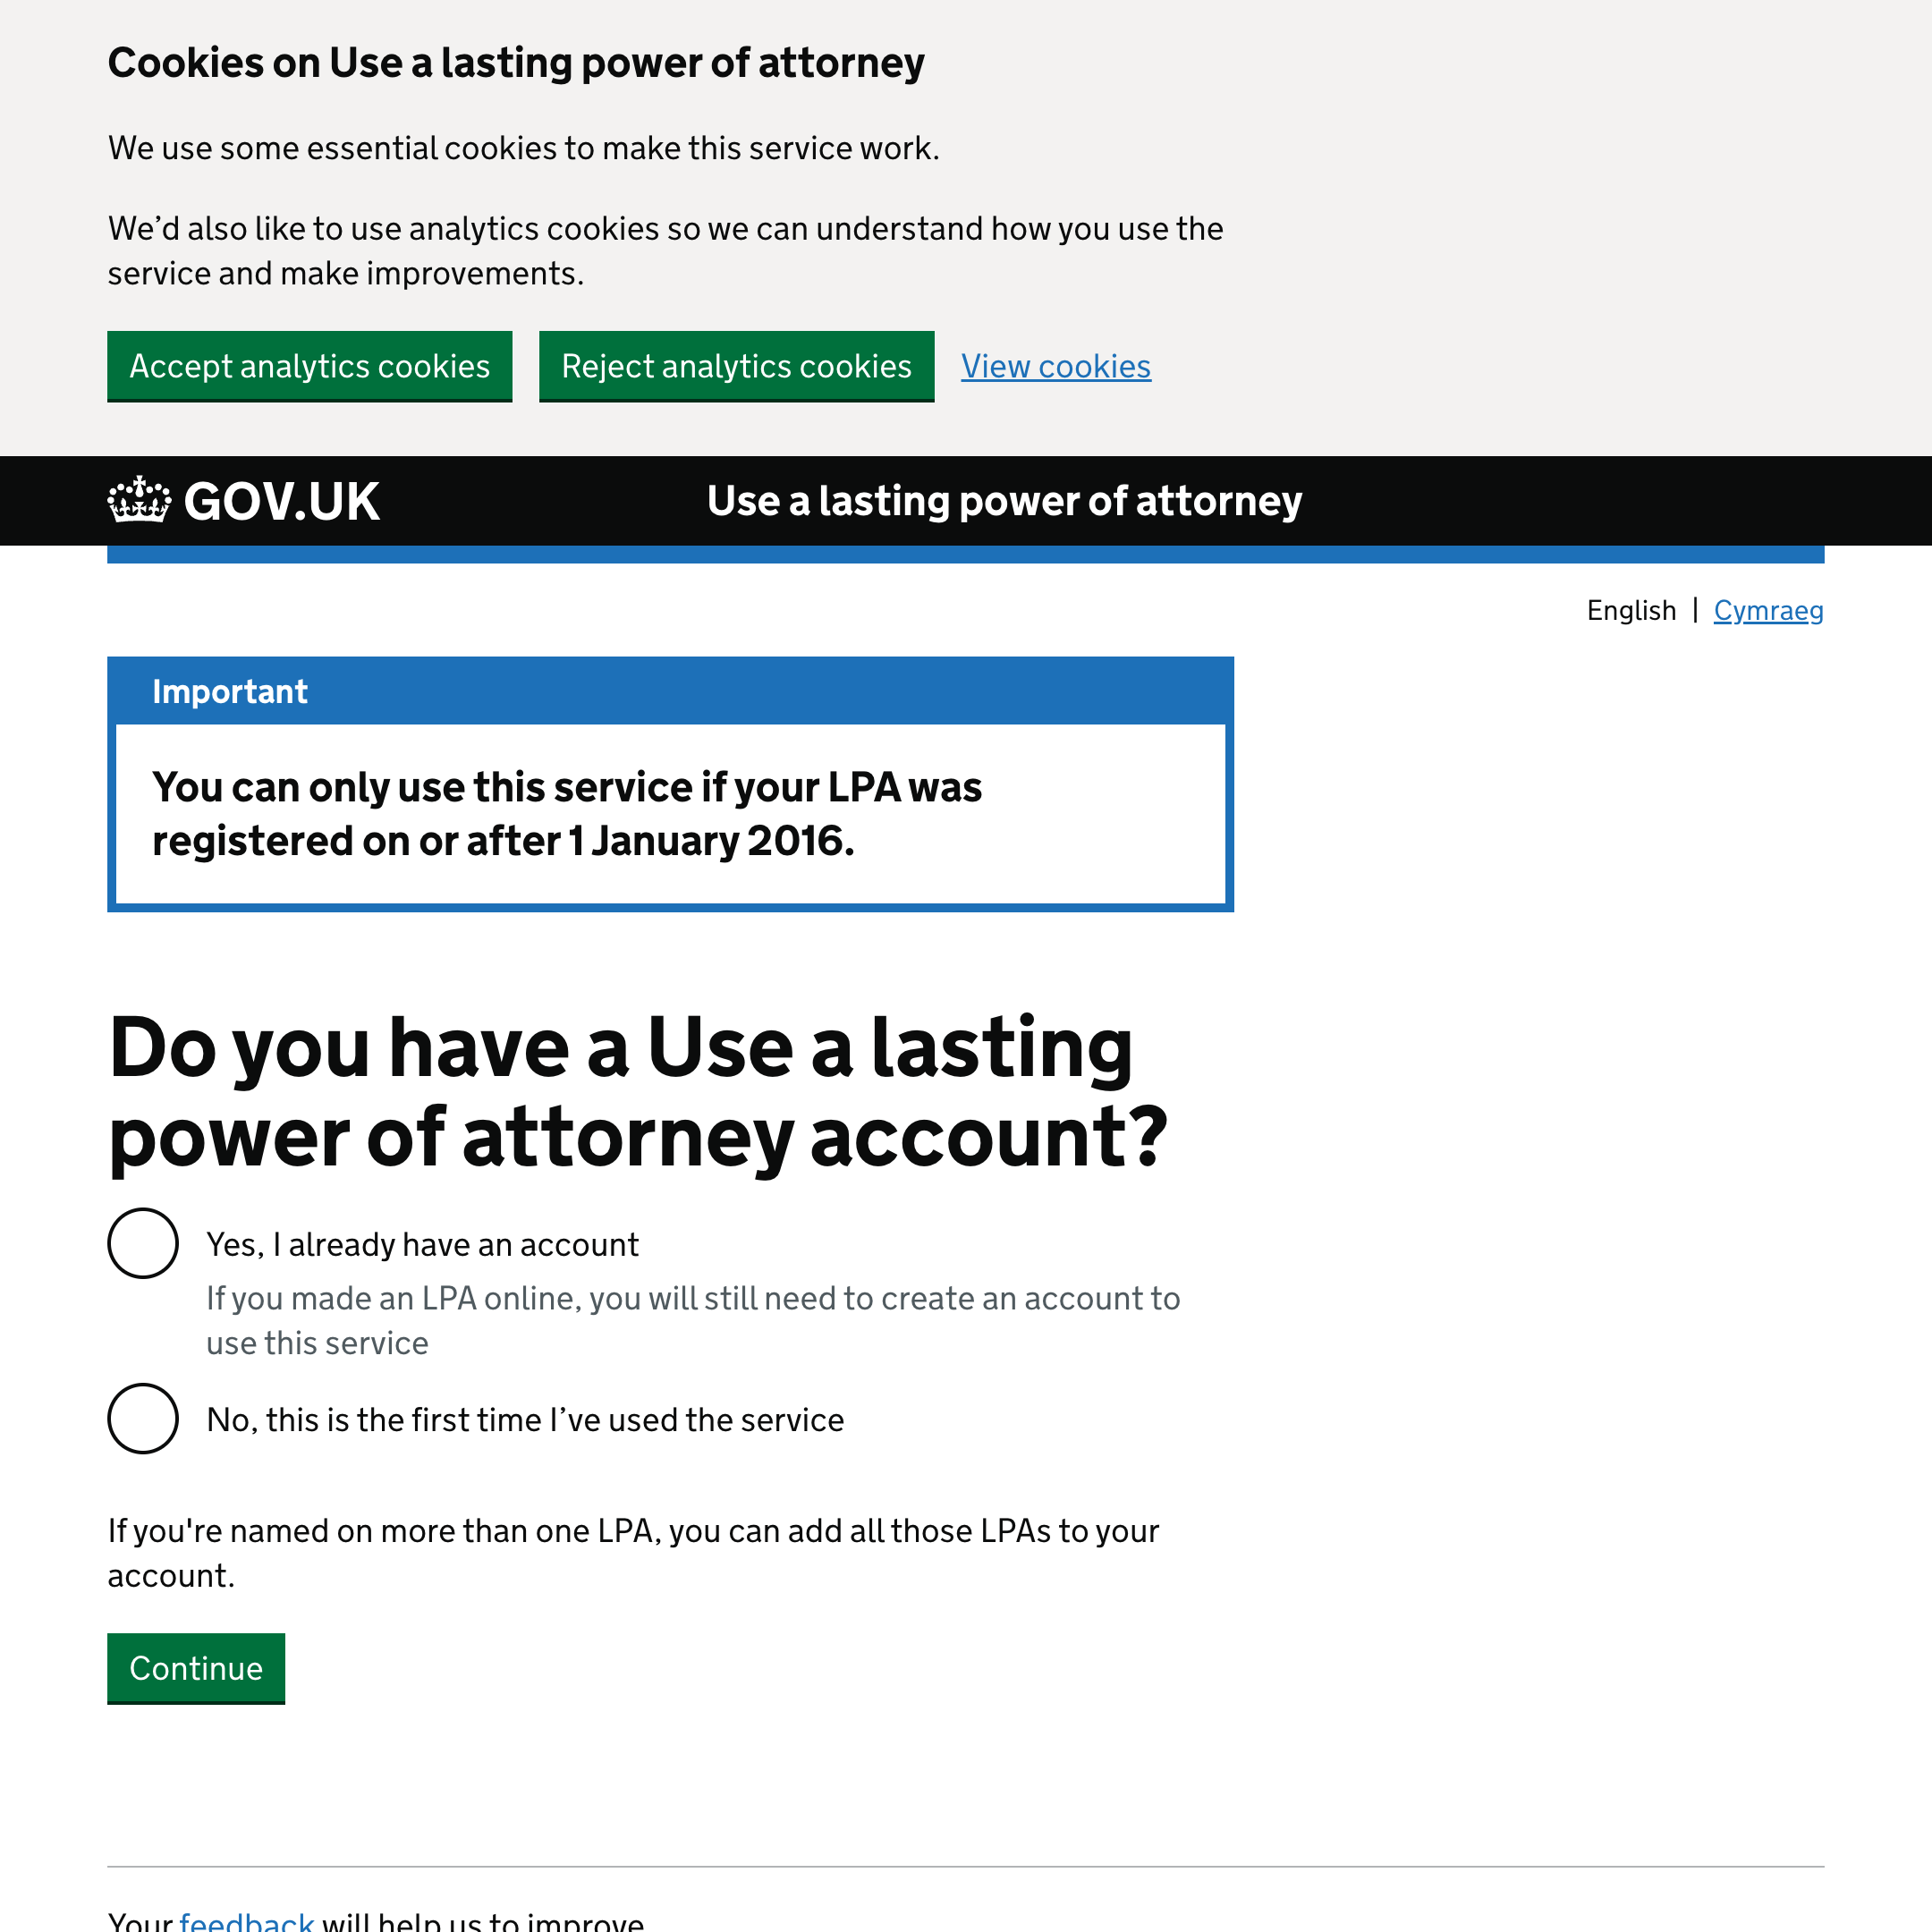 Cookies on Use a lasting power of attorney
We use some essential cookies to make this service work.
We’d also like to use analytics cookies so we can understand how you use the
service and make improvements.
Accept analytics cookies Reject analytics cookies View cookies
GOV.UK Use a lasting power of attorney
English | Cymraeg
Important
You can only use this service if your LPA was
registered on or after 1 January 2016.
Do you have a Use a lasting
power of attorney account?
Yes, I already have an account
If you made an LPA online, you will still need to create an account to
use this service
No, this is the first time I’ve used the service
If you're named on more than one LPA, you can add all those LPAs to your
account.
Continue
Your feedback will help us to improve